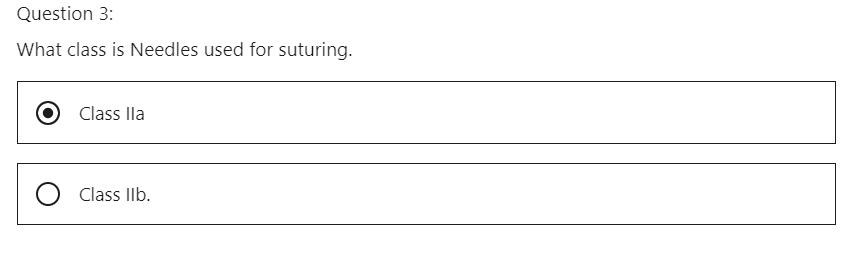 Question 3:
What class is Needles used for suturing.
Class IIa
Class IIb.